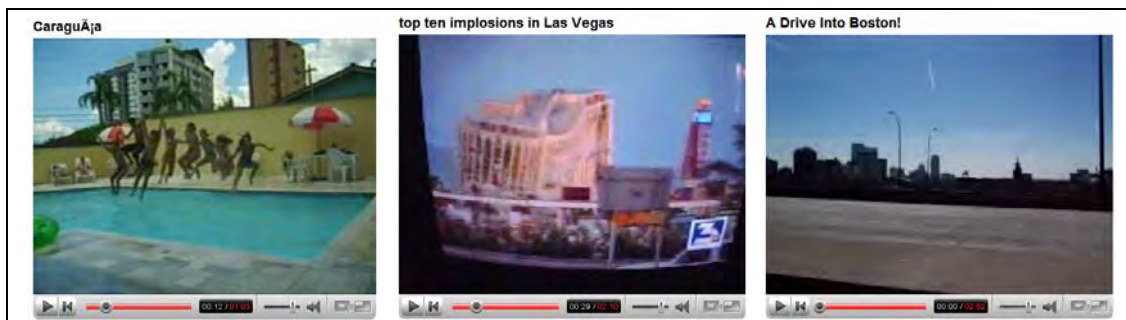 CaraguÃ¡a
top ten implosions in Las Vegas
A Drive Into Boston!
3
00:12 / 01:03
00:29 / 02:10
00:00 / 02:52